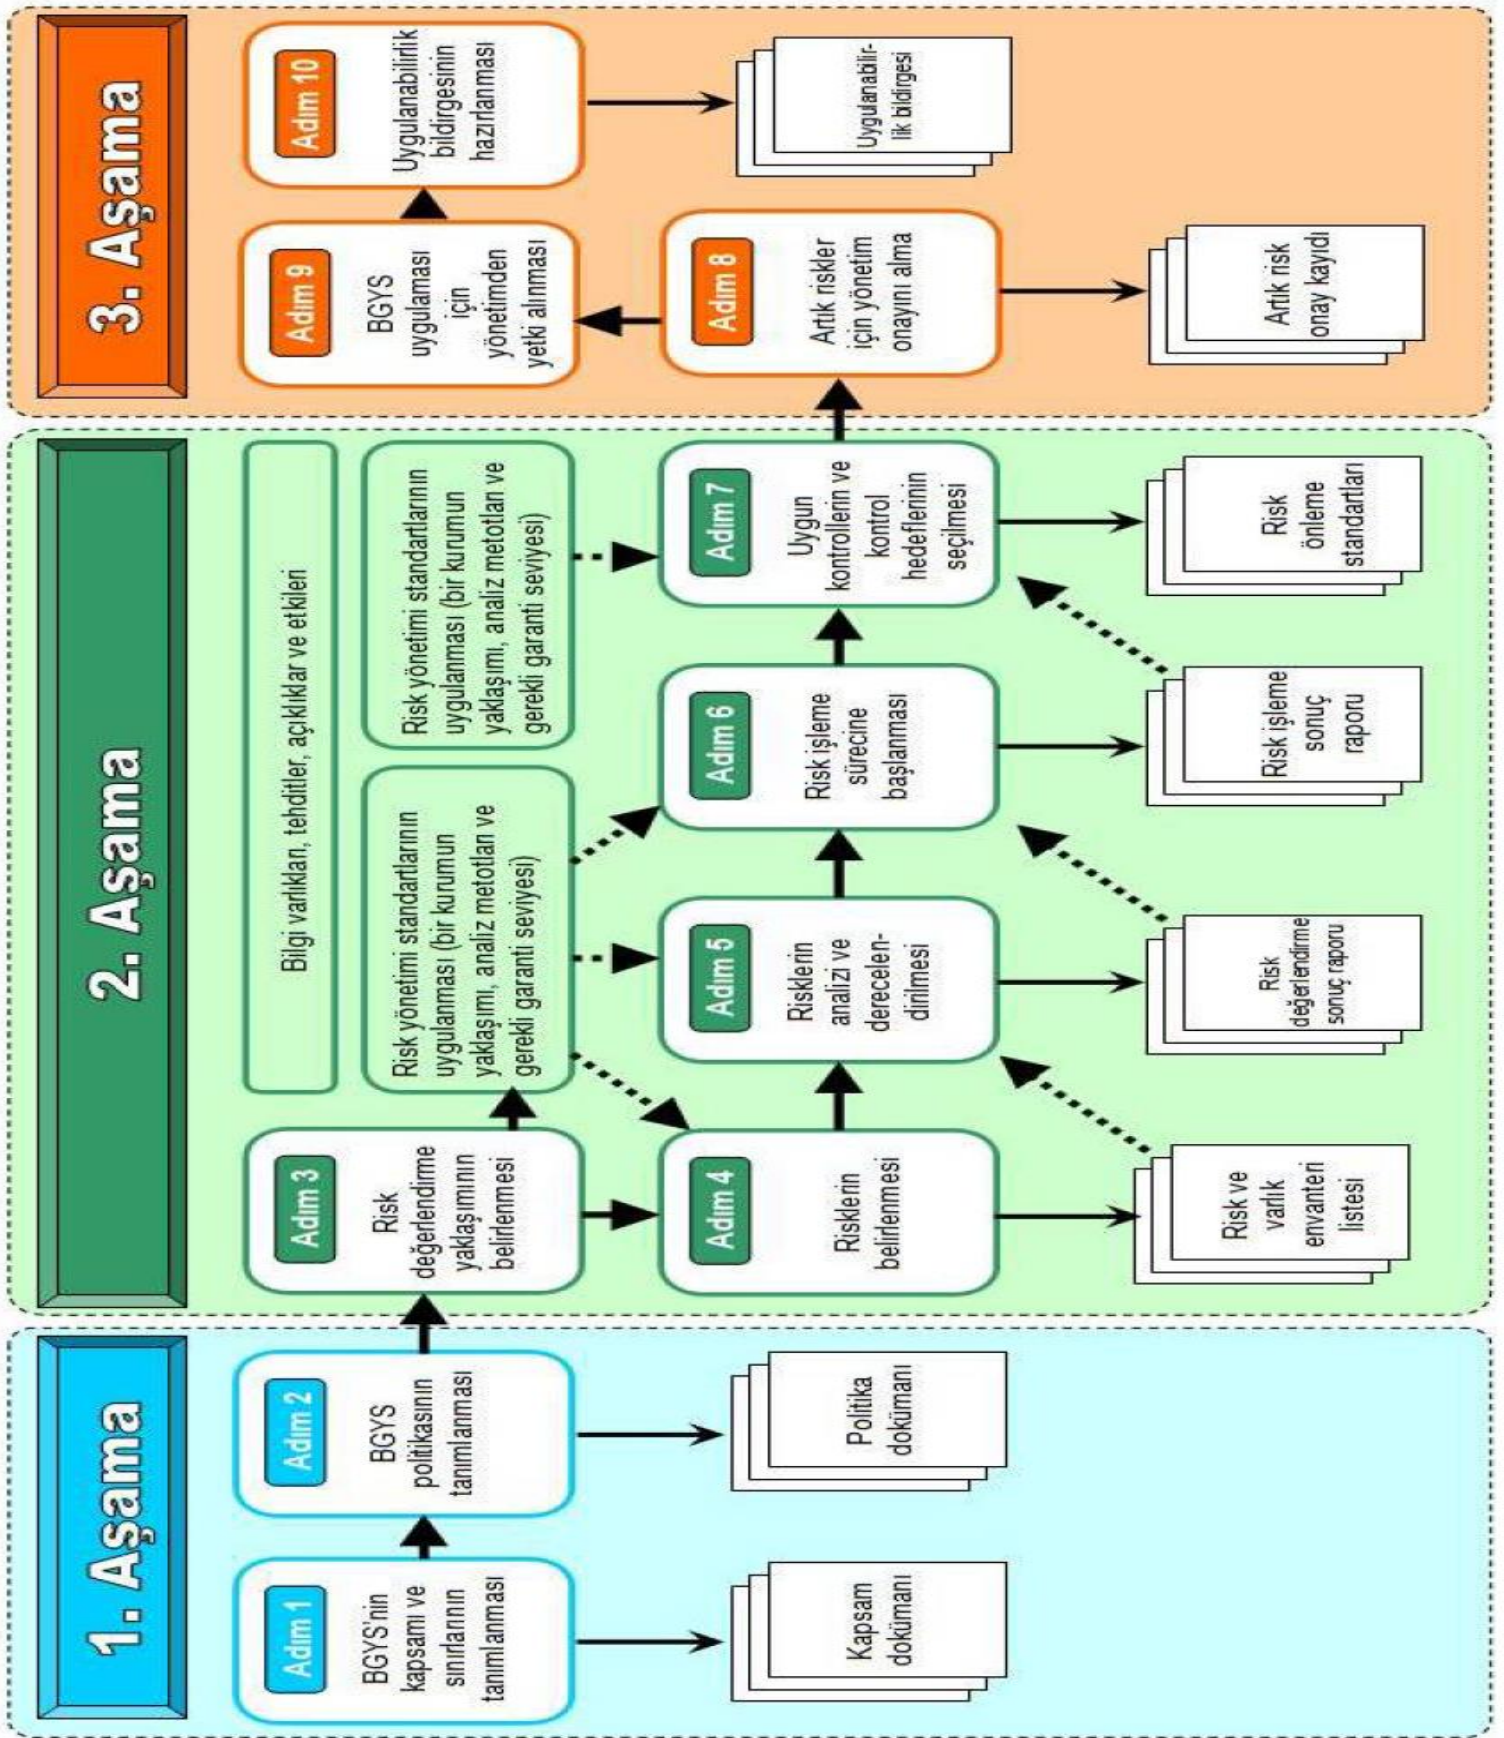 1. Aşama
Adım 1
BGYS'nin
kapsamı ve
sınırlarının
tanımlanması
Kapsam
dokümanı
Adım 2
BGYS
politikasının
tanımlanması
Politika
dokümanı
2. Aşama
Bilgi varlıkları, tehditler, açıklıklar ve etkileri
Adım 3
Risk
değerlendirme
yaklaşımının
belirlenmesi
Risk yönetimi standartlarının
uygulanması (bir kurumun
yaklaşımı, analiz metotları ve
gerekli garanti seviyesi)
Risk yönetimi standartlarının
uygulanması (bir kurumun
yaklaşımı, analiz metotları ve
gerekli garanti seviyesi)
Adım 4
Risklerin
belirlenmesi
Risk ve
varlık
envanteri
listesi
Adım 5
Risklerin
analizi ve
derecelen-
dirilmesi
Risk
değerlendirme
sonuç raporu
Adım 6
Risk işleme
sürecine
başlanması
Risk işleme
sonuç
raporu
Adım 7
Uygun
kontrollerin ve
kontrol
hedeflerinin
seçilmesi
Risk
önleme
standartları
3. Aşama
Adım 8
Artık riskler
için yönetim
onayını alma
Artık risk
onay kayıdı
Adım 9
BGYS
uygulaması
için
yönetimden
yetki alınması
Adım 10
Uygulanabilirlik
bildirgesinin
hazırlanması
Uygulanabilir-
lik bildirgesi